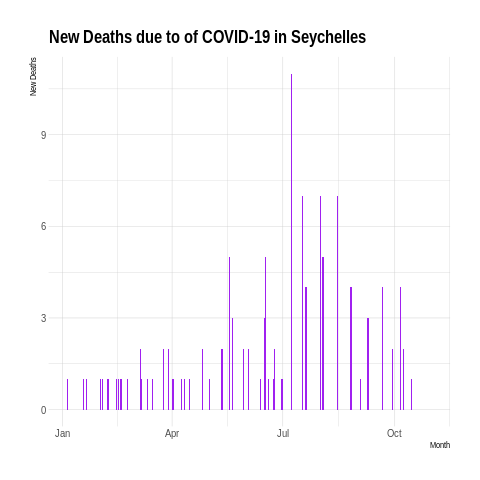 New Deaths due to of COVID-19 in Seychelles
New Deaths
9
6
3
0
Jan Apr Jul Oct
Month